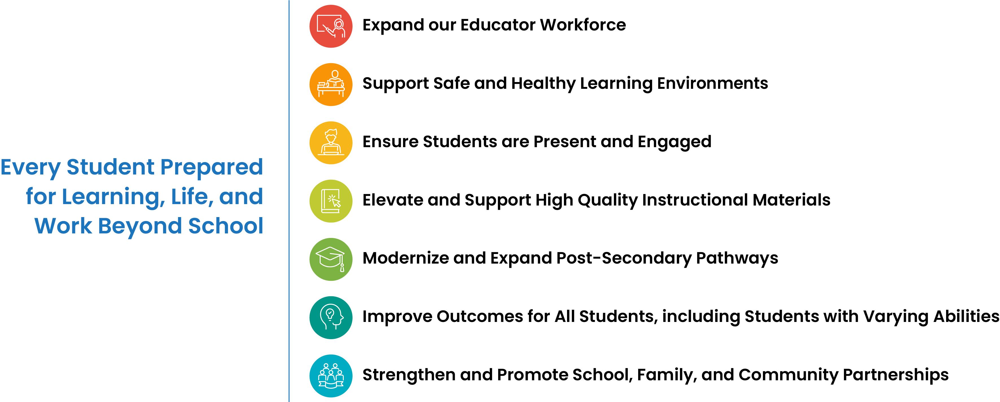 Every Student Prepared
for Learning, Life, and
Work Beyond School
Expand our Educator Workforce
Support Safe and Healthy Learning Environments
Ensure Students are Present and Engaged
Elevate and Support High Quality Instructional Materials
Modernize and Expand Post-Secondary Pathways
Improve Outcomes for All Students, including Students with Varying Abilities
Strengthen and Promote School, Family, and Community Partnerships